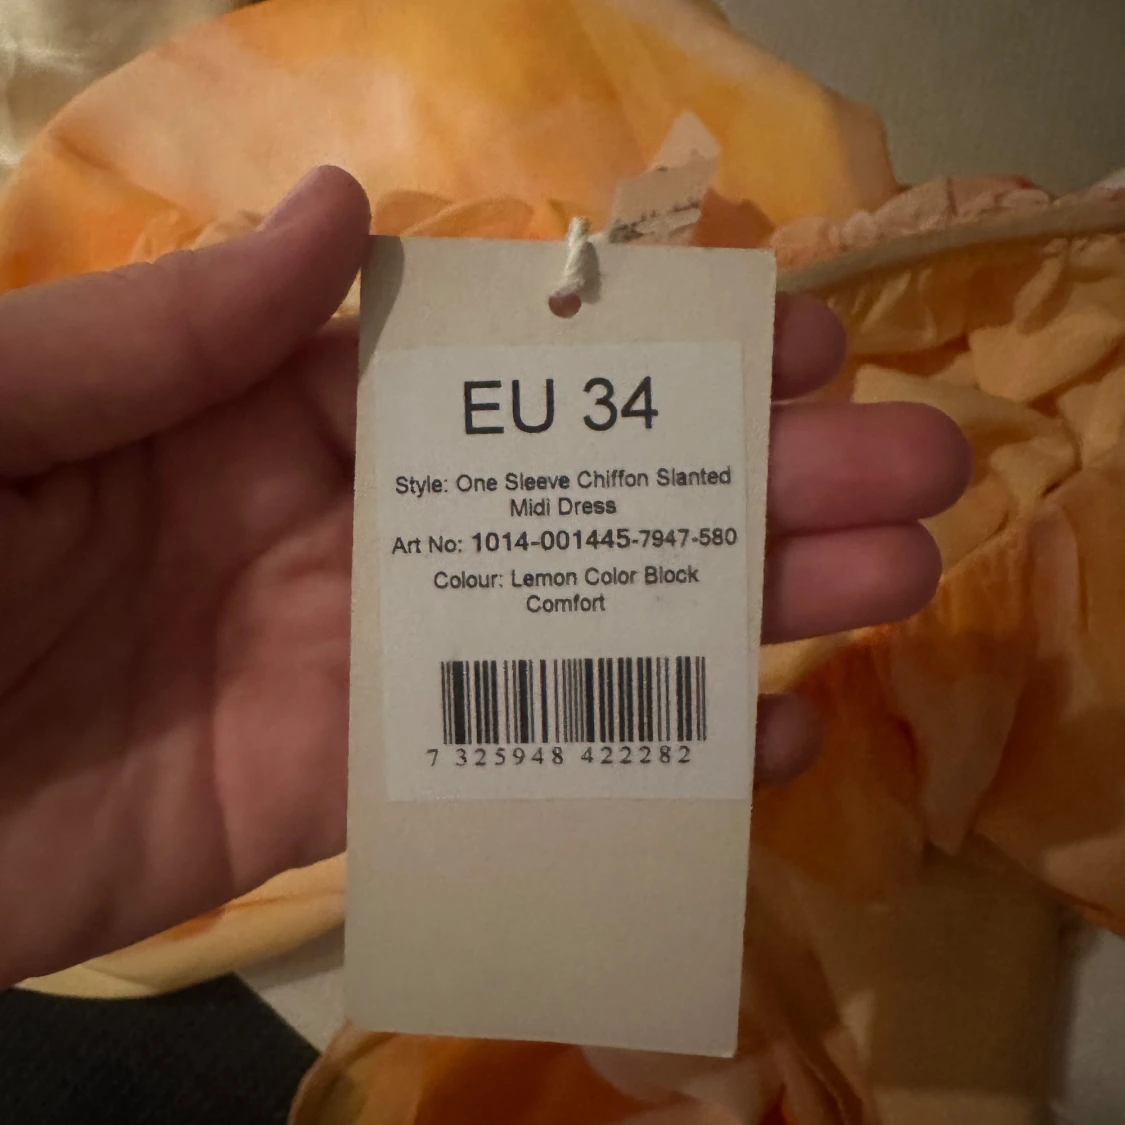 EU 34
Style: One Sleeve Chiffon Slanted
Midi Dress
Art No: 1014-001445-7947-580
Colour: Lemon Color Block
Comfort
7 325948 422282